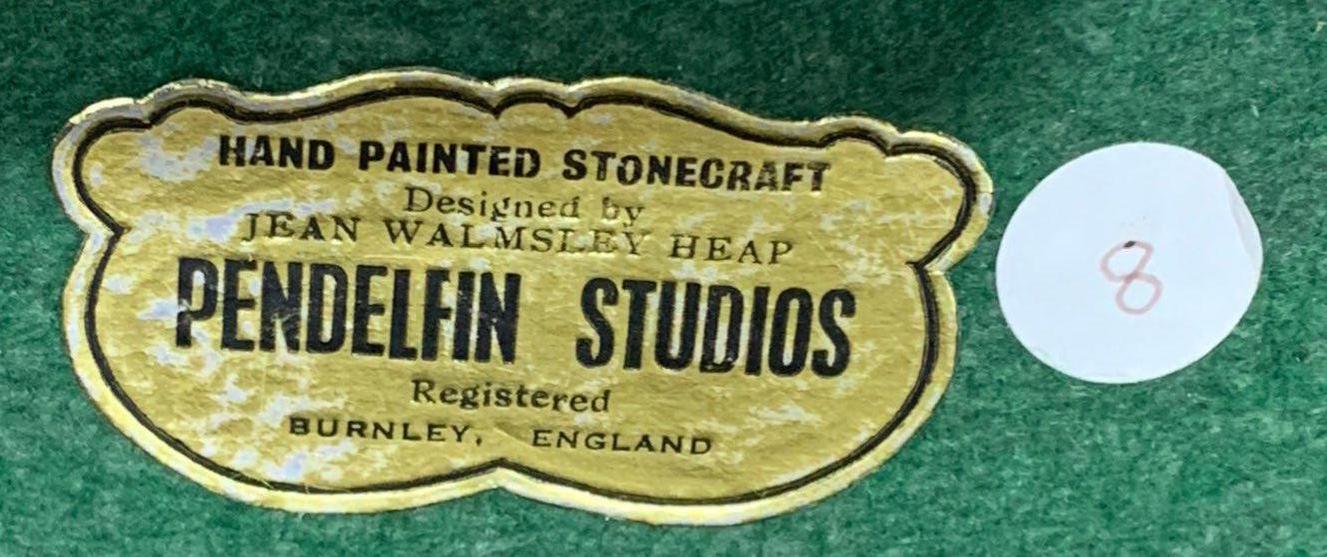 HAND PAINTED STONECRAFT
Designed by
JEAN WALMSLEY HEAP
PENDELFIN STUDIOS
Registered
BURNLEY, ENGLAND
8